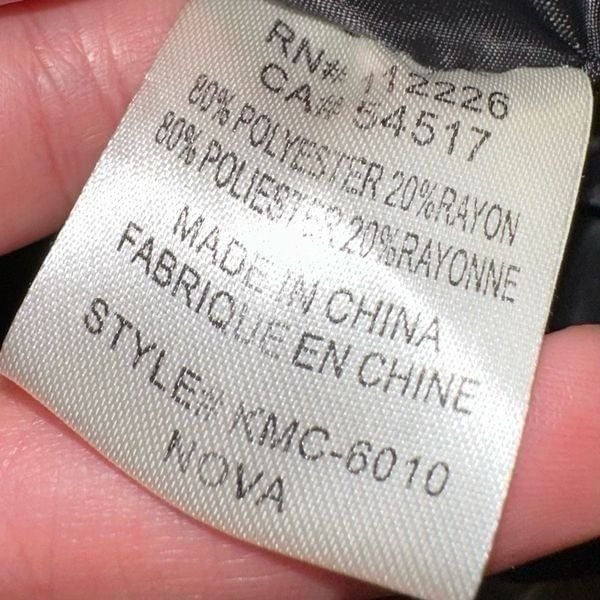 RN# 112226
CA# 54517
80% POLYESTER 20%RAYON
80% POLIESTER 20%RAYONNE
MADE IN CHINA
FABRIQUE EN CHINE
STYLE# KMC-6010
NOVA